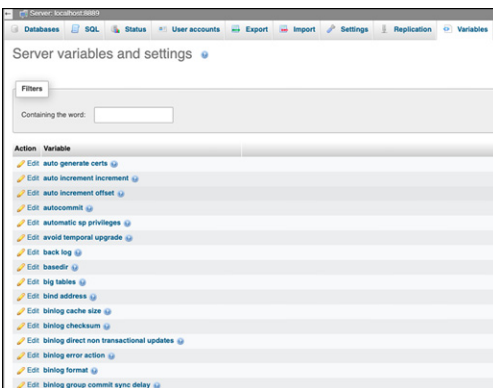 Server: localhost:8889
Databases SQL Status User accounts Export Import Settings Replication Variables
Server variables and settings
Filters
Containing the word:
Action Variable
Edit auto generate certs
Edit auto increment increment
Edit auto increment offset
Edit autocommit
Edit automatic sp privileges
Edit avoid temporal upgrade
Edit back log
Edit basedir
Edit big tables
Edit bind address
Edit binlog cache size
Edit binlog checksum
Edit binlog direct non transactional updates
Edit binlog error action
Edit binlog format
Edit binlog group commit sync delay